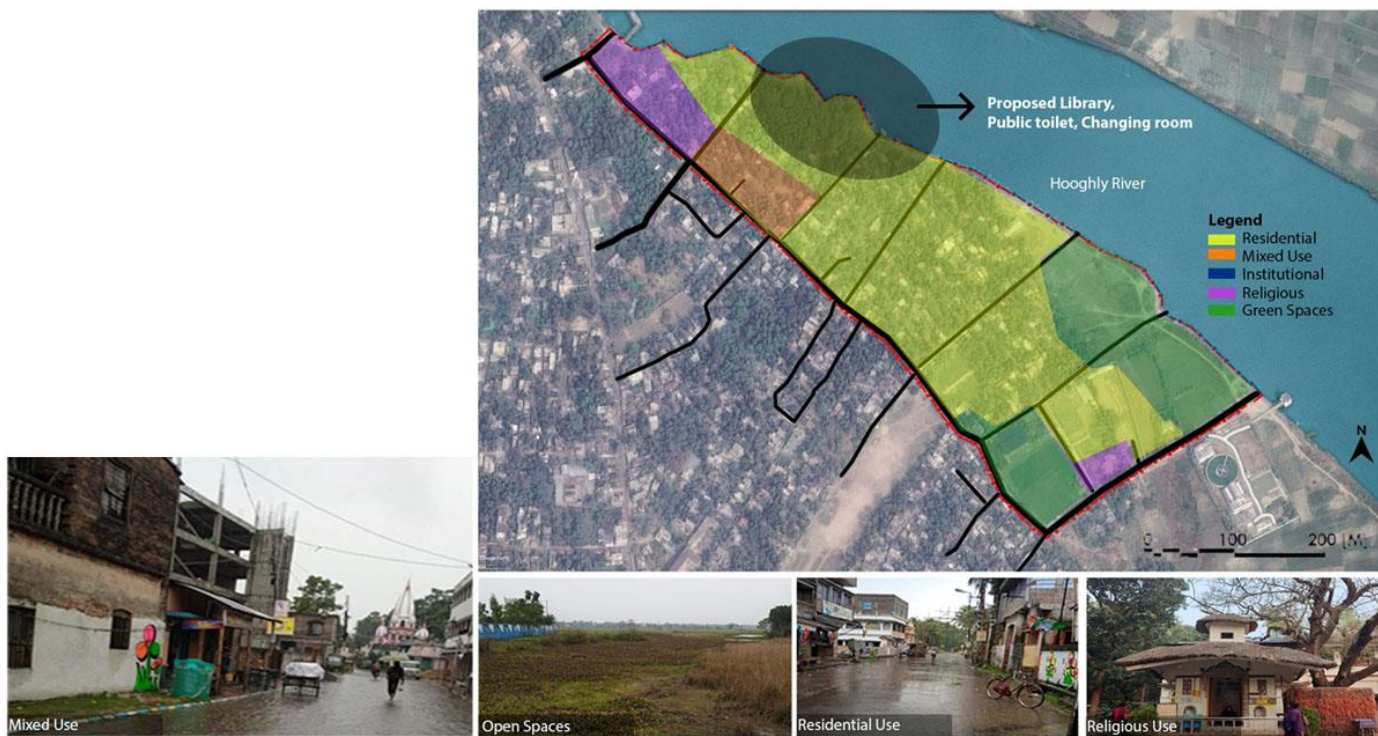 Proposed Library,
Public toilet, Changing room
Hooghly River
Legend
Residential
Mixed Use
Institutional
Religious
Green Spaces
N
0 100 200 [M]
Mixed Use
Open Spaces
Residential Use
Religious Use